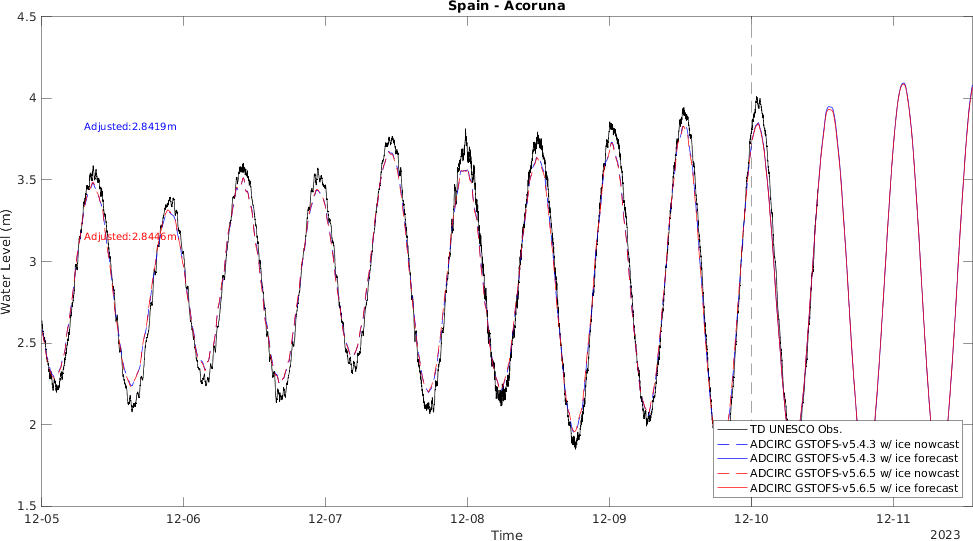 Spain - Acoruna
4.5
4
3.5
3
2.5
2
1.5
Water Level (m)
Adjusted:2.8419m
Adjusted:2.8446m
TD UNESCO Obs.
ADCIRC GSTOFS-v5.4.3 w/ ice nowcast
ADCIRC GSTOFS-v5.4.3 w/ ice forecast
ADCIRC GSTOFS-v5.6.5 w/ ice nowcast
ADCIRC GSTOFS-v5.6.5 w/ ice forecast
12-05 12-06 12-07 12-08 12-09 12-10 12-11
Time
2023